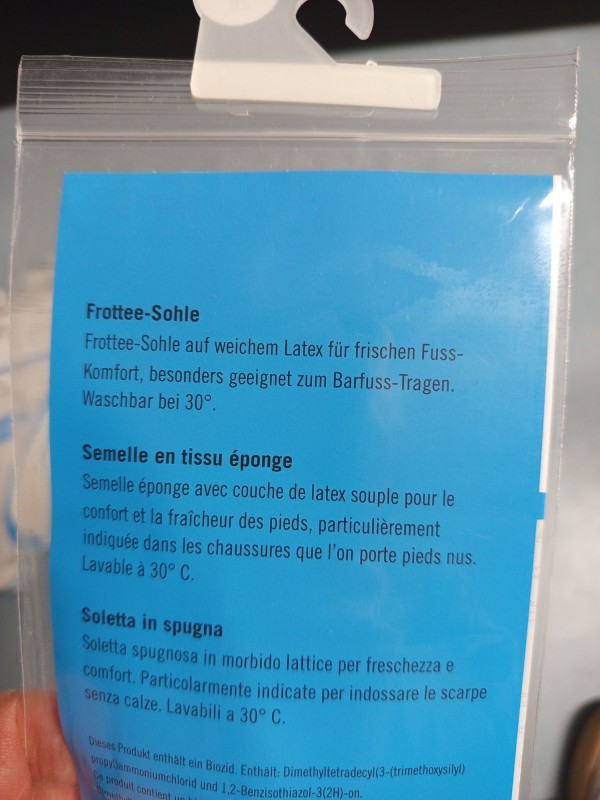 Frottee-Sohle
Frottee-Sohle auf weichem Latex für frischen Fuss-
Komfort, besonders geeignet zum Barfuss-Tragen.
Waschbar bei 30°.
Semelle en tissu éponge
Semelle éponge avec couche de latex souple pour le
confort et la fraîcheur des pieds, particulièrement
indiquée dans les chaussures que l'on porte pieds nus.
Lavable à 30° C.
Soletta in spugna
Soletta spugnosa in morbido lattice per freschezza e
comfort. Particolarmente indicate per indossare le scarpe
senza calze. Lavabili a 30° C.
Dieses Produkt enthält ein Biozid. Enthält: Dimethyltetradecyl(3-(trimethoxysilyl)
propyl)ammoniumchlorid und 1,2-Benzisothiazol-3(2H)-on.
Ce produit contient un